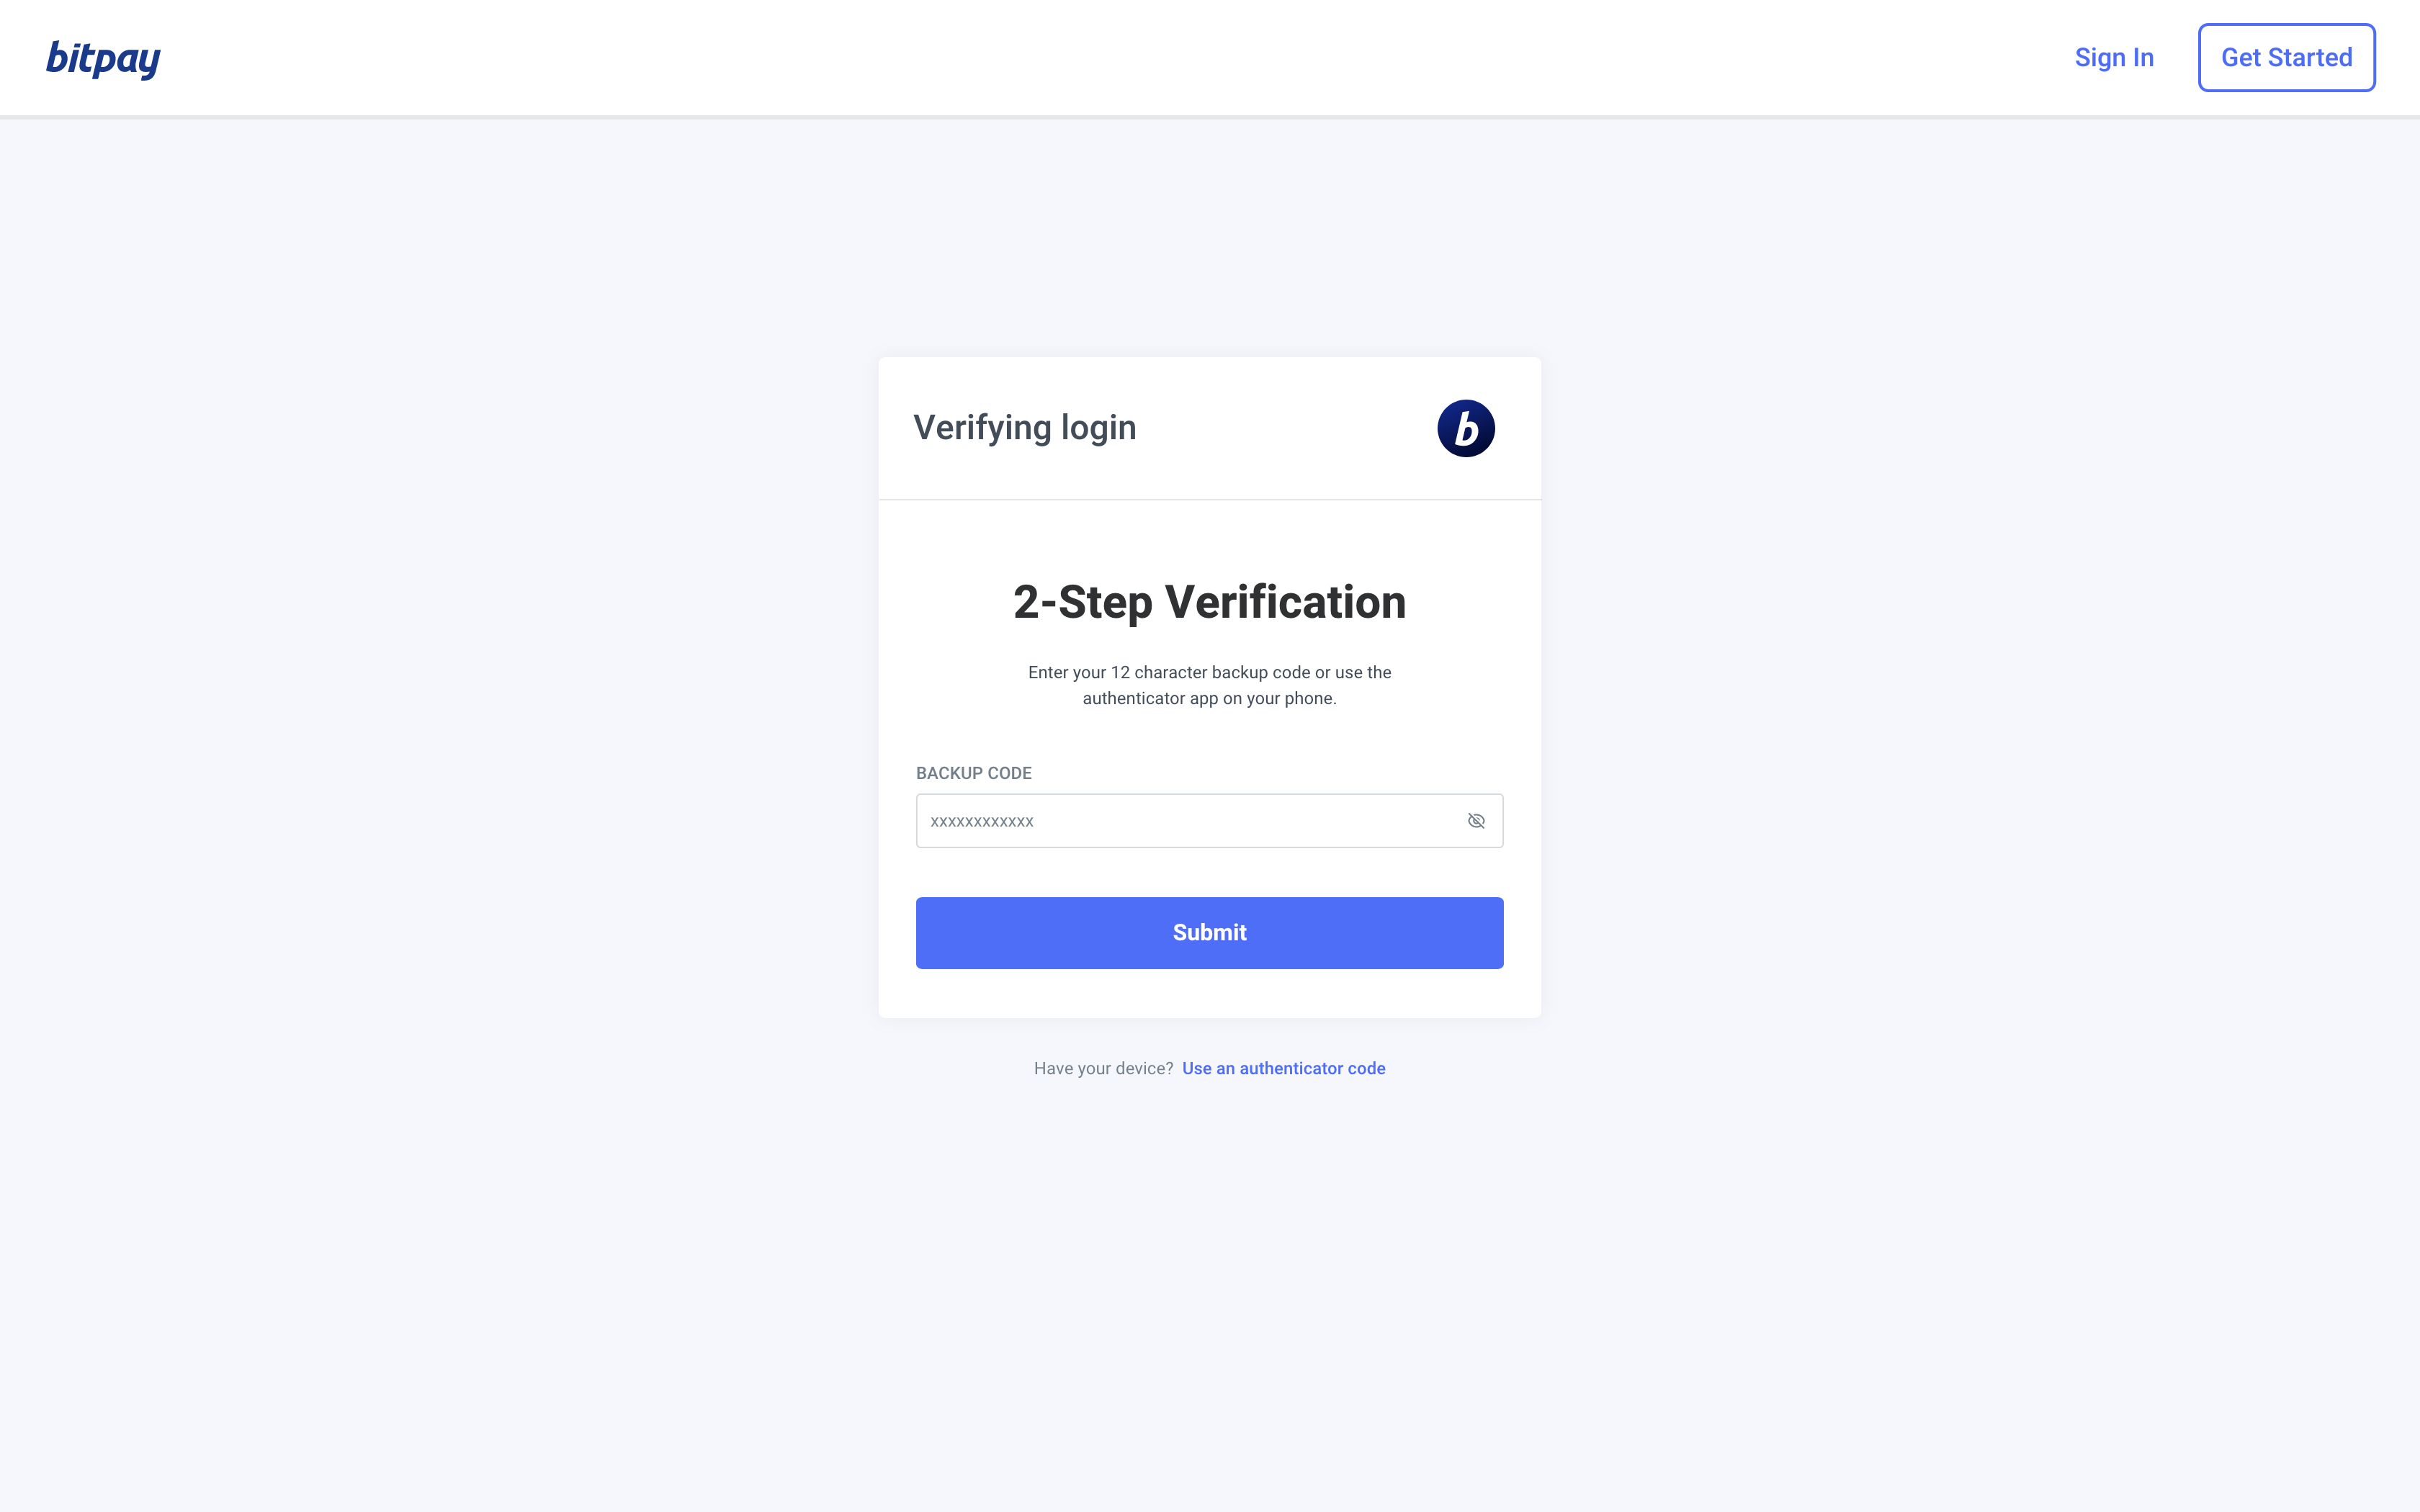 bitpay
Sign In
Get Started
Verifying login
b
2-Step Verification
Enter your 12 character backup code or use the
authenticator app on your phone.
BACKUP CODE
xxxxxxxxxxxx
Submit
Have your device? Use an authenticator code